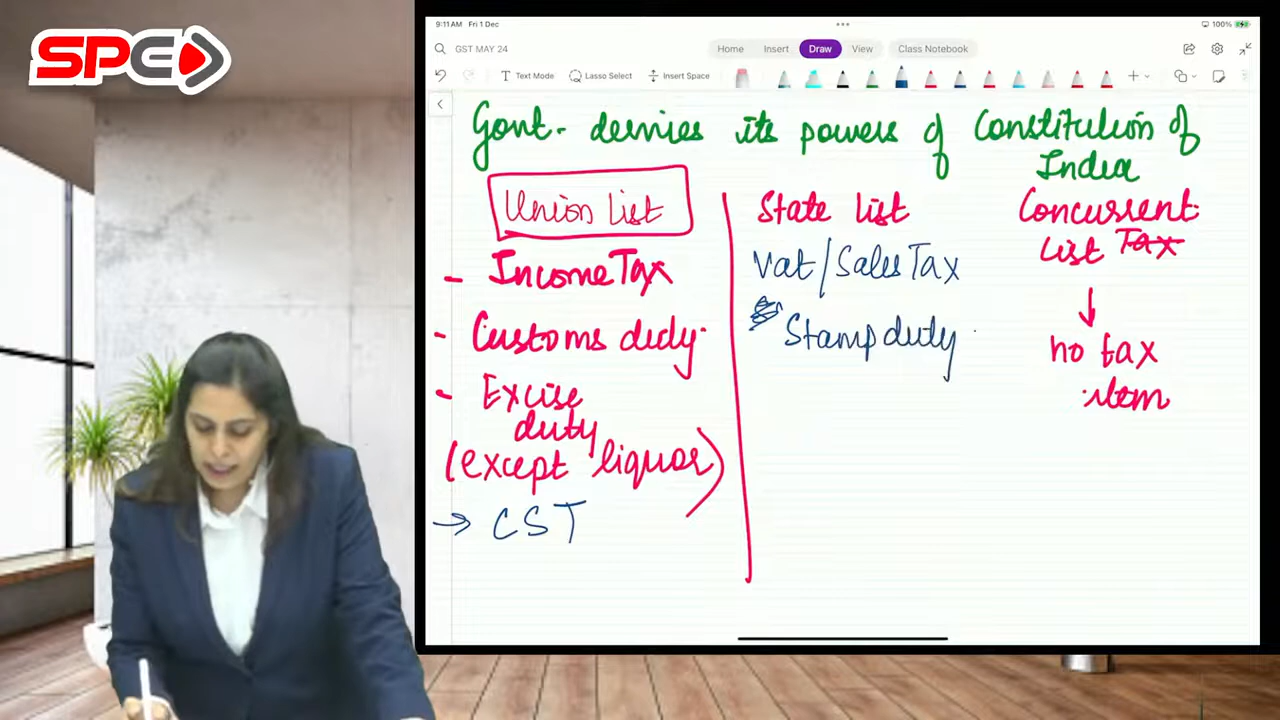 SPED
9:11 AM Fri 1 Dec
100%
GST MAY 24
Home Insert Draw View Class Notebook
Text Mode Lasso Select Insert Space
Govt. derives its powers of Constitution of India
Union List
- Income Tax
- Customs duty.
- Excise duty
(except liquor)
→ CST
State list
Vat/Sales Tax
Stamp duty
Concurrent
List Tax
no tax
item